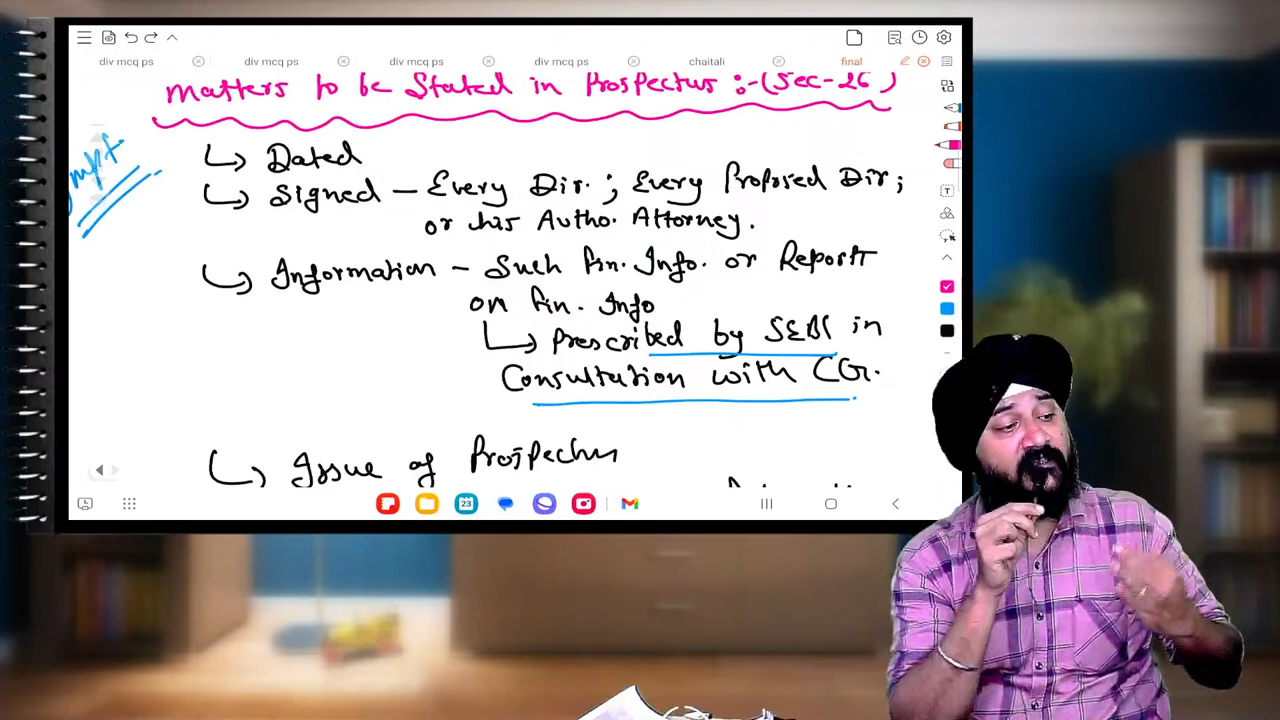 div mcq ps
div mcq ps
div mcq ps
div mcq ps
chaitali
final
Matters to be Stated in Prospectus :- (Sec-26)
Impt.
↳ Dated
↳ Signed – Every Dir. ; Every Proposed Dir ;
or his Autho. Attorney.
↳ Information – Such fin. Info. or Report
on fin. Info
↳ Prescribed by SEBI in
Consultation with CG.
↳ Issue of Prospectus
23